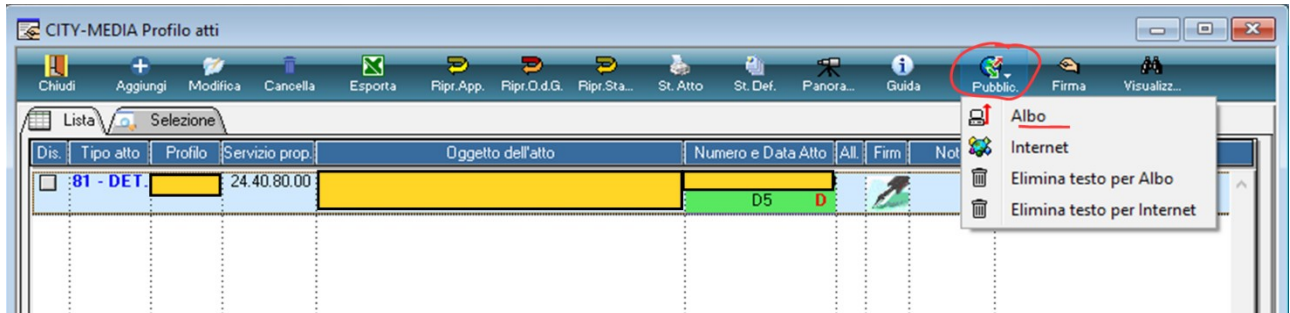 CITY-MEDIA Profilo atti
Chiudi Aggiungi Modifica Cancella Esporta Ripr.App. Ripr.O.d.G. Ripr.Sta... St. Atto St. Def. Panora... Guida Pubblic. Firma Visualizz...
Lista Selezione
Dis. Tipo atto Profilo Servizio prop. Oggetto dell'atto Numero e Data Atto All. Firm Not
81 - DET. 24.40.80.00
D5 D
Albo
Internet
Elimina testo per Albo
Elimina testo per Internet